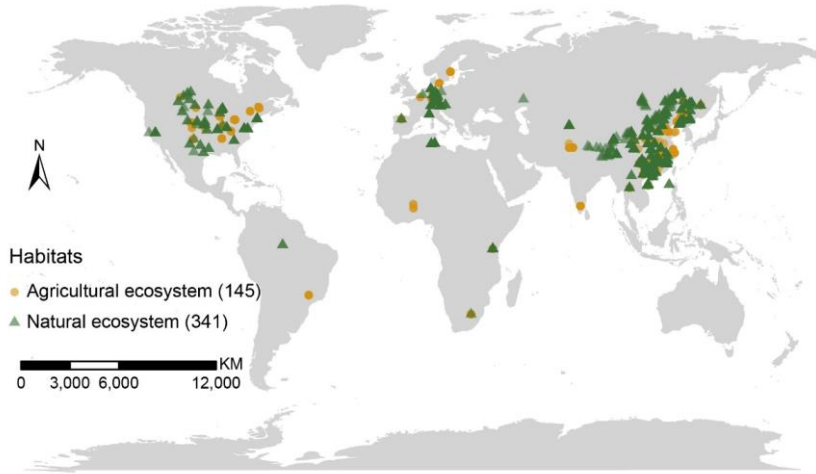 N
Habitats
Agricultural ecosystem (145)
Natural ecosystem (341)
KM
0 3,000 6,000 12,000